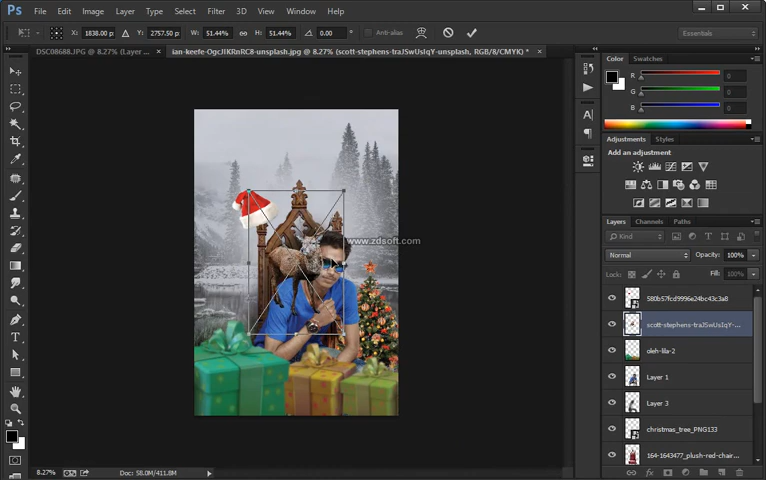 Ps File Edit Image Layer Type Select Filter 3D View Window Help
X: 1838.00 px Y: 2757.50 px W: 51.44% H: 51.44% 0.00 Anti-alias Essentials
DSC08688.JPG @ 8.27% (Layer ... × ian-keefe-OgcJIKRnRC8-unsplash.jpg @ 8.27% (scott-stephens-traJSwUsIqY-unsplash, RGB/8/CMYK) * ×
Color Swatches
R 0
G 0
B 0
Adjustments Styles
Add an adjustment
Layers Channels Paths
Kind
Normal Opacity: 100%
Lock: Fill: 100%
580b57fcd9996e24bc43c3a8
scott-stephens-traJSwUsIqY-...
oleh-lila-2
Layer 1
Layer 3
christmas_tree_PNG133
164-1643477_plush-red-chair...
www.zdsoft.com
8.27% Doc: 58.0M/411.8M